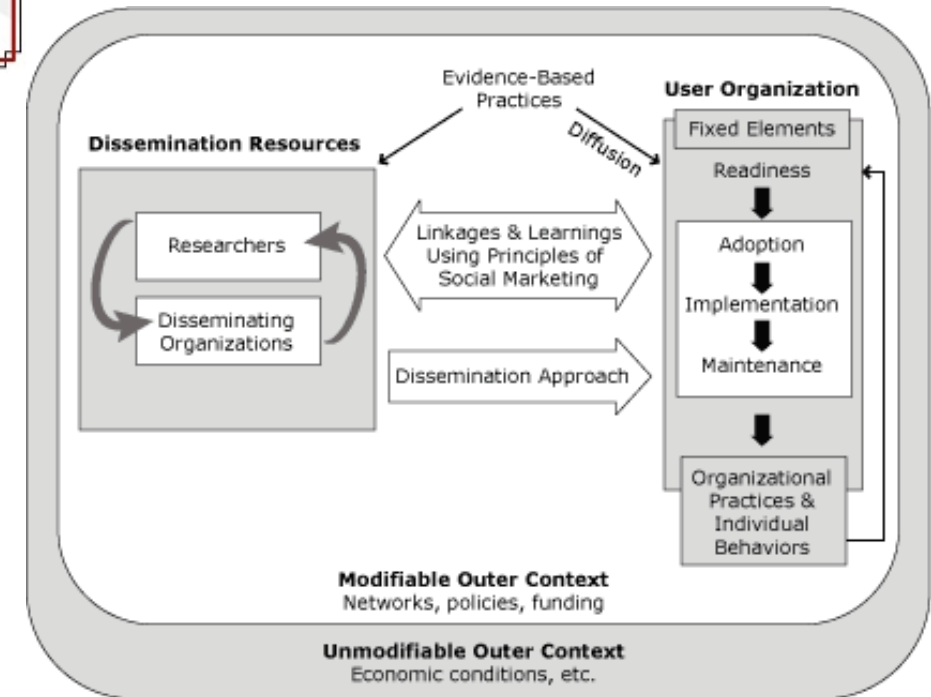 Evidence-Based
Practices
Diffusion
User Organization
Fixed Elements
Readiness
Adoption
Implementation
Maintenance
Organizational
Practices &
Individual
Behaviors
Dissemination Resources
Researchers
Disseminating
Organizations
Linkages & Learnings
Using Principles of
Social Marketing
Dissemination Approach
Modifiable Outer Context
Networks, policies, funding
Unmodifiable Outer Context
Economic conditions, etc.